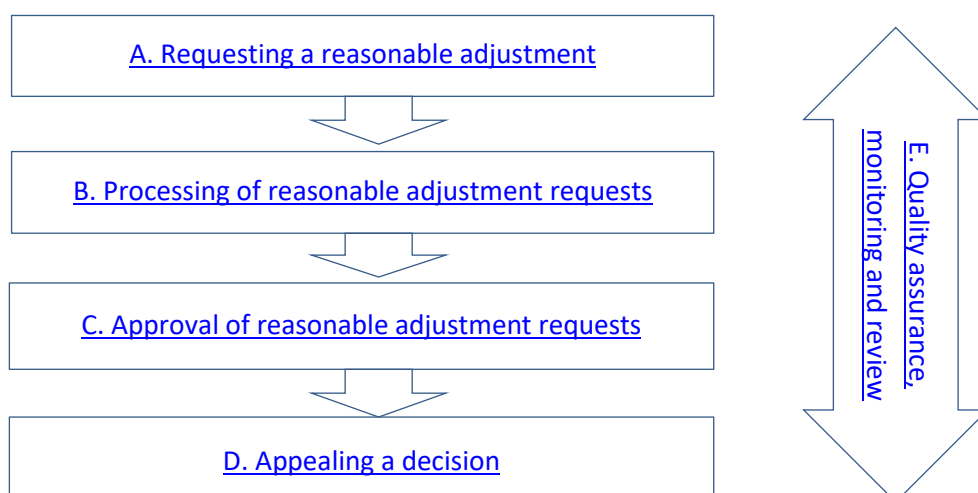 A. Requesting a reasonable adjustment
B. Processing of reasonable adjustment requests
C. Approval of reasonable adjustment requests
D. Appealing a decision
E. Quality assurance,
monitoring and review